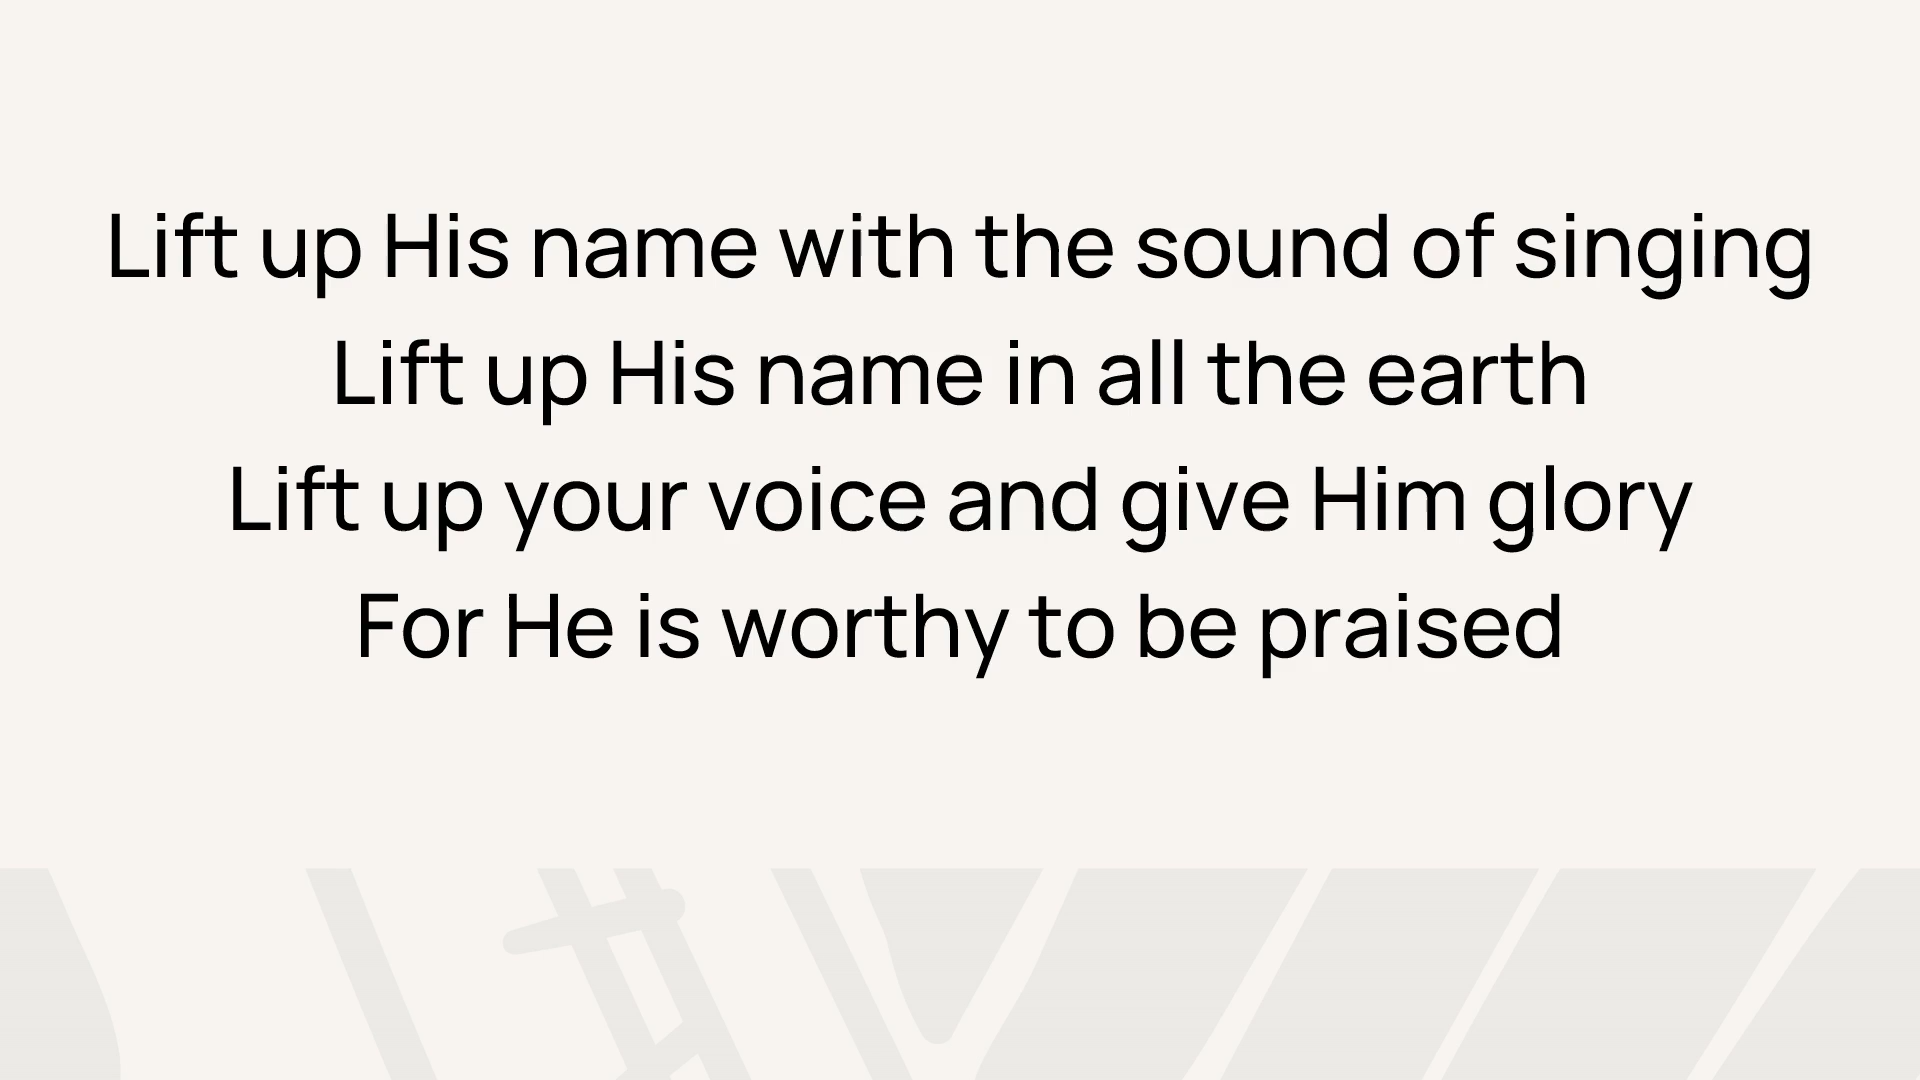 Lift up His name with the sound of singing
Lift up His name in all the earth
Lift up your voice and give Him glory
For He is worthy to be praised